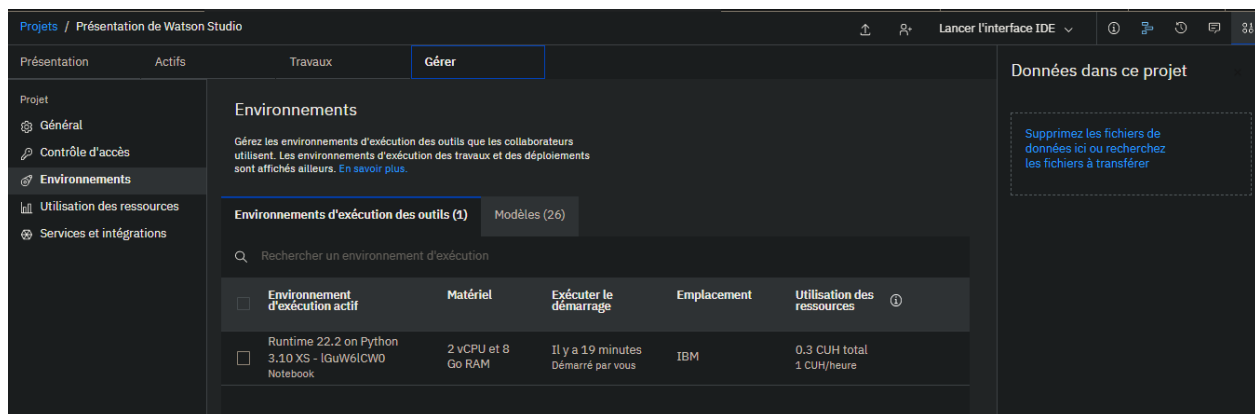 Projets / Présentation de Watson Studio
Lancer l'interface IDE
Présentation
Actifs
Travaux
Gérer
Projet
Général
Contrôle d'accès
Environnements
Utilisation des ressources
Services et intégrations
Environnements
Gérez les environnements d'exécution des outils que les collaborateurs
utilisent. Les environnements d'exécution des travaux et des déploiements
sont affichés ailleurs. En savoir plus.
Environnements d'exécution des outils (1)
Modèles (26)
Rechercher un environnement d'exécution
Environnement
d'exécution actif
Matériel
Exécuter le
démarrage
Emplacement
Utilisation des
ressources
Runtime 22.2 on Python
3.10 XS - lGuW6lCW0
Notebook
2 vCPU et 8
Go RAM
Il y a 19 minutes
Démarré par vous
IBM
0.3 CUH total
1 CUH/heure
Données dans ce projet
Supprimez les fichiers de
données ici ou recherchez
les fichiers à transférer